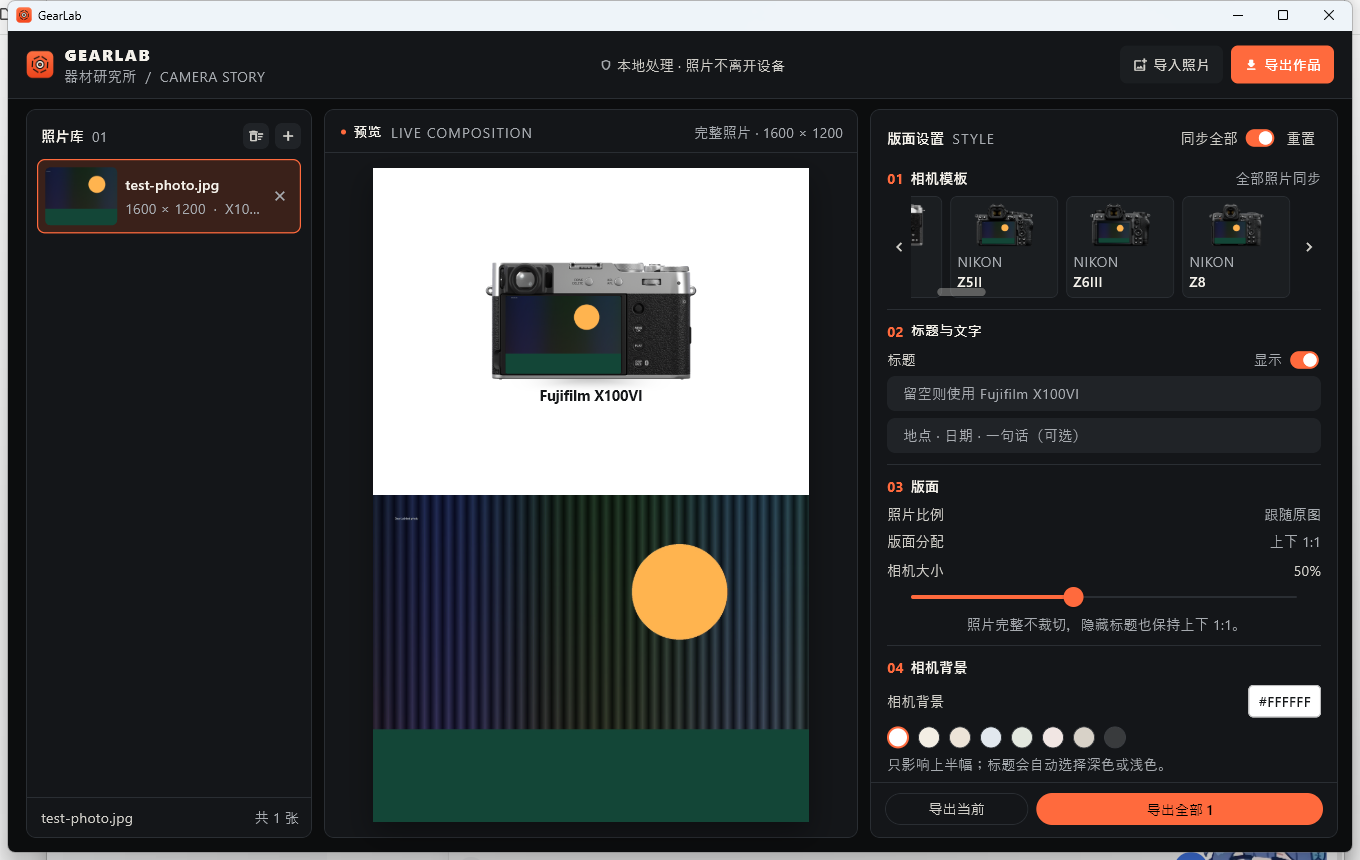 GearLab
GEARLAB
器材研究所 / CAMERA STORY
本地处理 · 照片不离开设备
导入照片
导出作品
照片库 01
test-photo.jpg
1600 × 1200 · X10...
test-photo.jpg
共 1 张
预览 LIVE COMPOSITION
完整照片 · 1600 × 1200
Fujifilm X100VI
版面设置 STYLE
同步全部
重置
01 相机模板
全部照片同步
NIKON
Z5II
NIKON
Z6III
NIKON
Z8
02 标题与文字
标题
显示
留空则使用 Fujifilm X100VI
地点 · 日期 · 一句话（可选）
03 版面
照片比例
跟随原图
版面分配
上下 1:1
相机大小
50%
照片完整不裁切，隐藏标题也保持上下 1:1。
04 相机背景
相机背景
#FFFFFF
只影响上半幅；标题会自动选择深色或浅色。
导出当前
导出全部 1